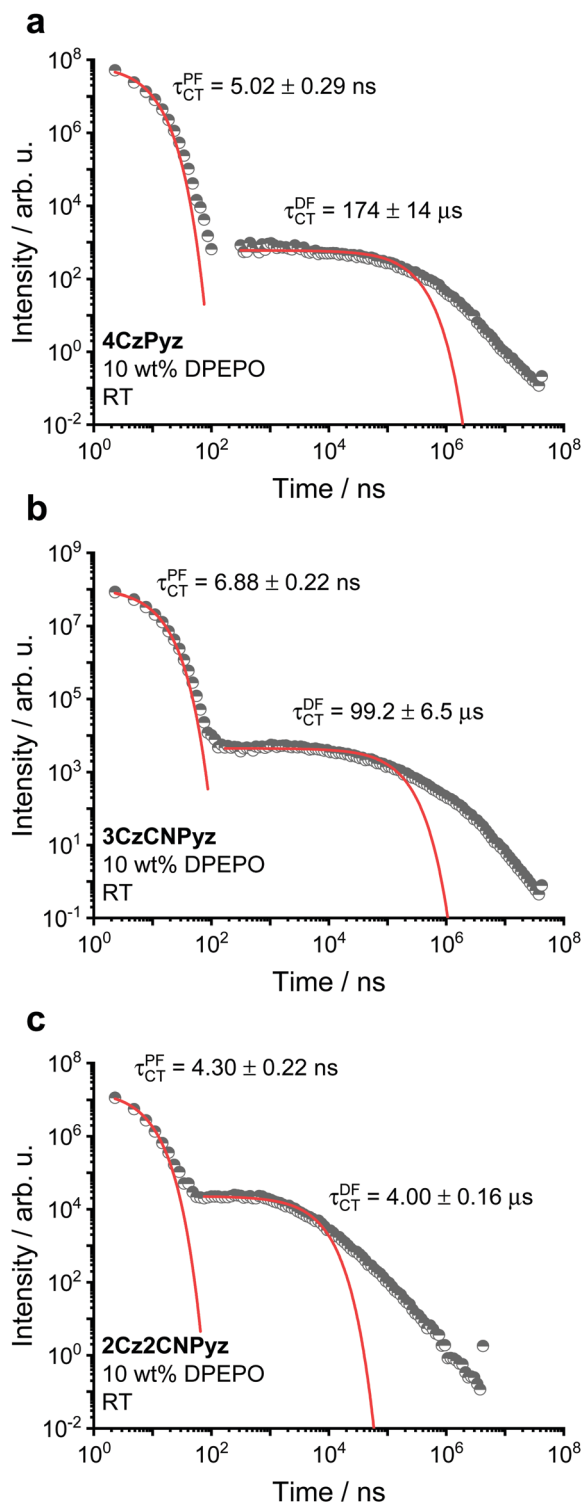 a
τ_CT^PF = 5.02 ± 0.29 ns
τ_CT^DF = 174 ± 14 μs
10^8
10^6
10^4
10^2
10^0
10^-2
Intensity / arb. u.
4CzPyz
10 wt% DPEPO
RT
10^0 10^2 10^4 10^6 10^8
Time / ns
b
τ_CT^PF = 6.88 ± 0.22 ns
τ_CT^DF = 99.2 ± 6.5 μs
10^9
10^7
10^5
10^3
10^1
10^-1
Intensity / arb. u.
3CzCNPyz
10 wt% DPEPO
RT
10^0 10^2 10^4 10^6 10^8
Time / ns
c
τ_CT^PF = 4.30 ± 0.22 ns
τ_CT^DF = 4.00 ± 0.16 μs
10^8
10^6
10^4
10^2
10^0
10^-2
Intensity / arb. u.
2Cz2CNPyz
10 wt% DPEPO
RT
10^0 10^2 10^4 10^6 10^8
Time / ns